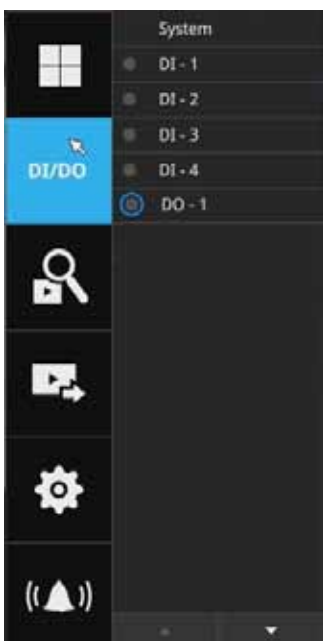 System
DI - 1
DI - 2
DI - 3
DI/DO
DI - 4
DO - 1